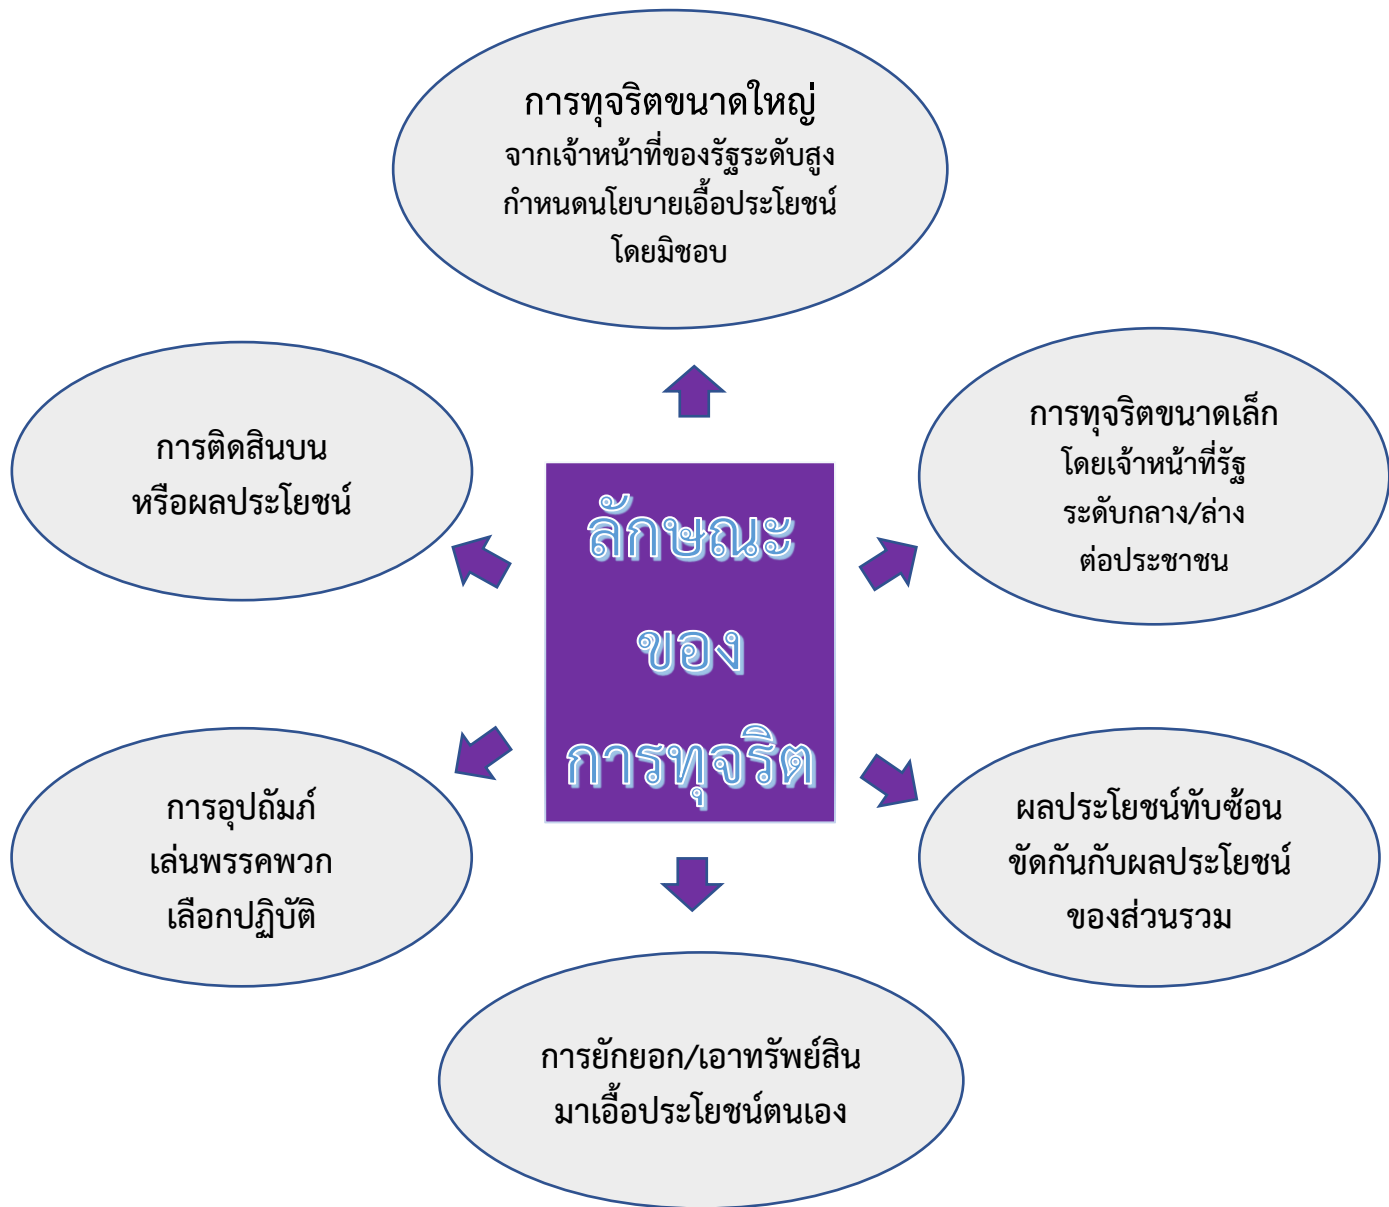 การทุจริตขนาดใหญ่
จากเจ้าหน้าที่ของรัฐระดับสูง
กำหนดนโยบายเอื้อประโยชน์
โดยมิชอบ
การติดสินบน
หรือผลประโยชน์
การทุจริตขนาดเล็ก
โดยเจ้าหน้าที่รัฐ
ระดับกลาง/ล่าง
ต่อประชาชน
ลักษณะ
ของ
การทุจริต
การอุปถัมภ์
เล่นพรรคพวก
เลือกปฏิบัติ
ผลประโยชน์ทับซ้อน
ขัดกันกับผลประโยชน์
ของส่วนรวม
การยักยอก/เอาทรัพย์สิน
มาเอื้อประโยชน์ตนเอง